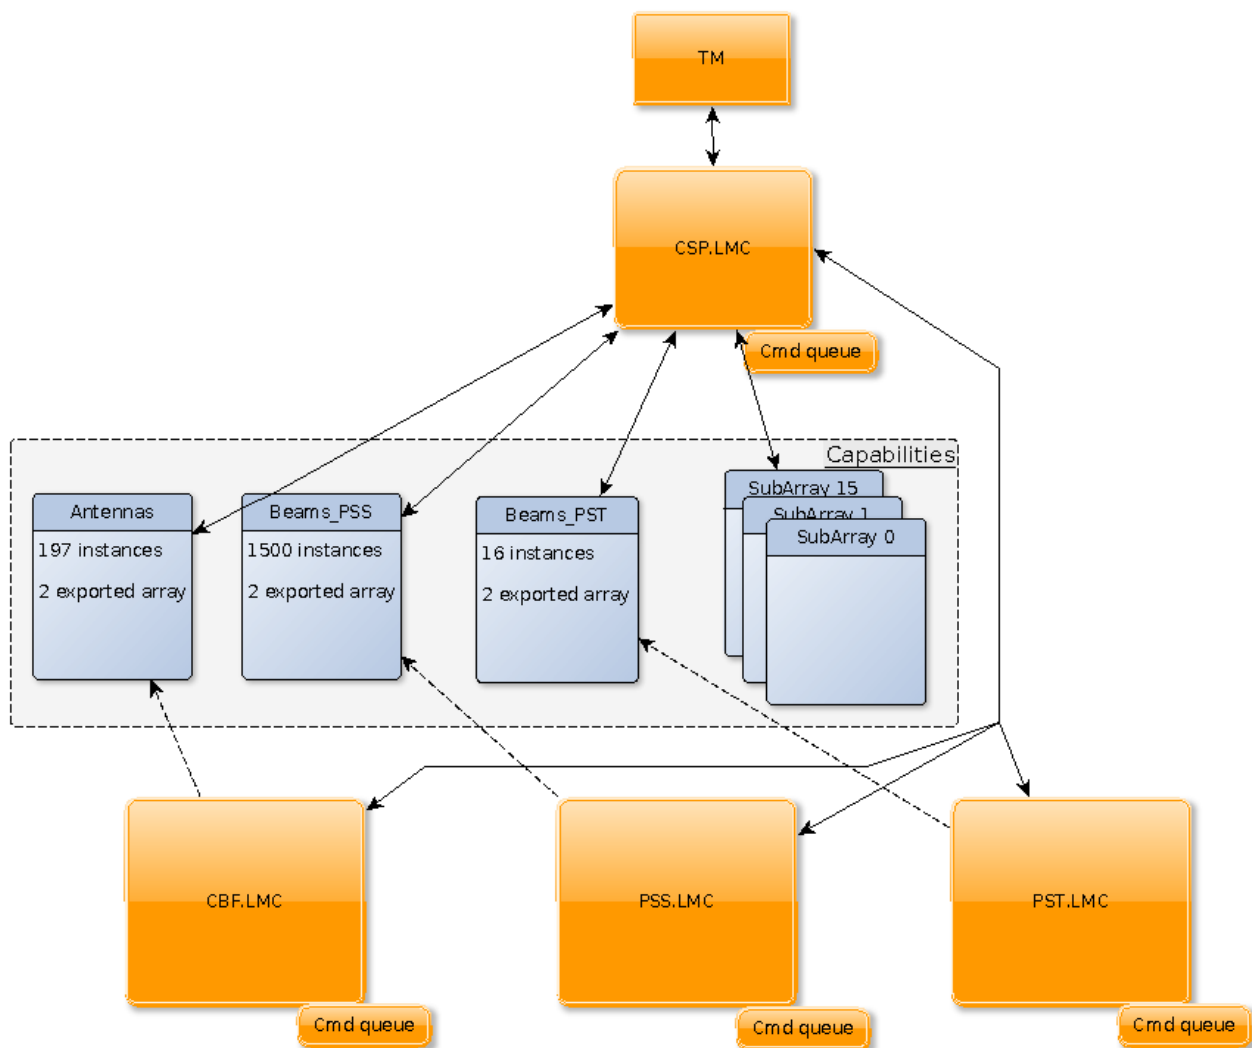 TM
CSP.LMC
Cmd queue
Capabilities
Antennas
197 instances
2 exported array
Beams_PSS
1500 instances
2 exported array
Beams_PST
16 instances
2 exported array
SubArray 15
SubArray 1
SubArray 0
CBF.LMC
Cmd queue
PSS.LMC
Cmd queue
PST.LMC
Cmd queue